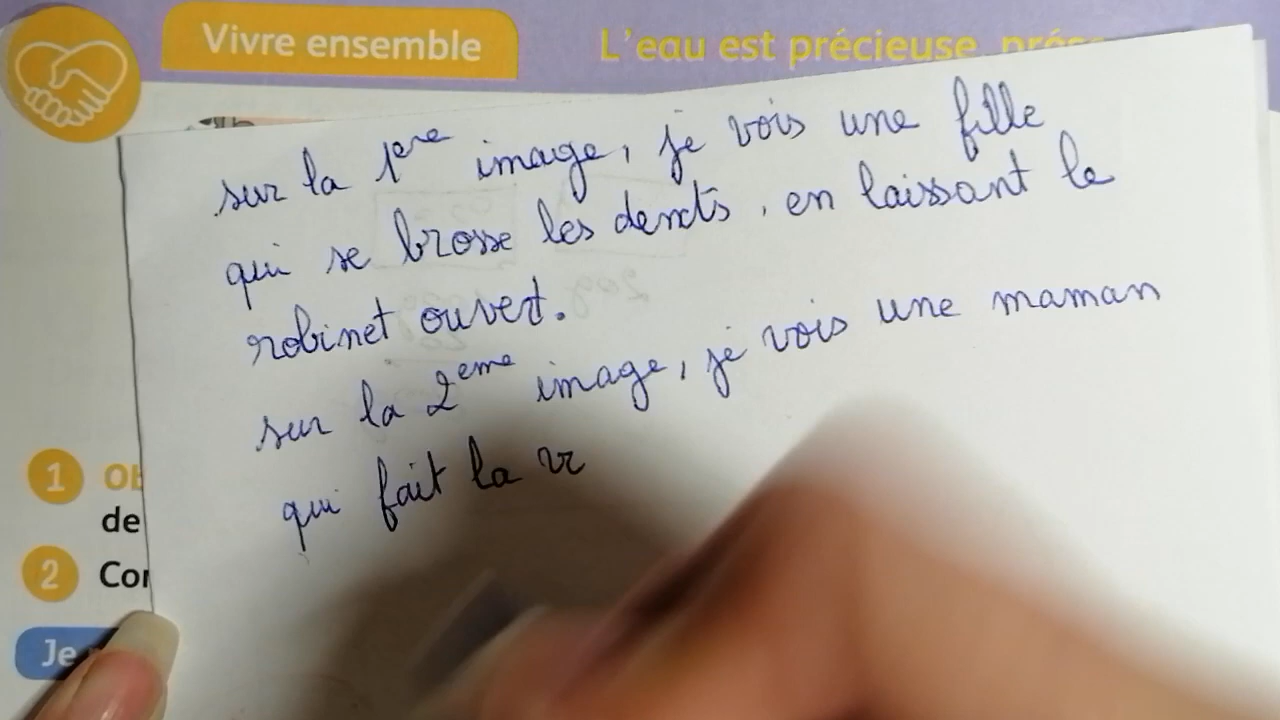 Vivre ensemble
L'eau est précieuse,
sur la 1ere image, je vois une fille
qui se brosse les dents, en laissant le
robinet ouvert.
sur la 2eme image, je vois une maman
qui fait la v
1 Ob
de
2 Con
Je